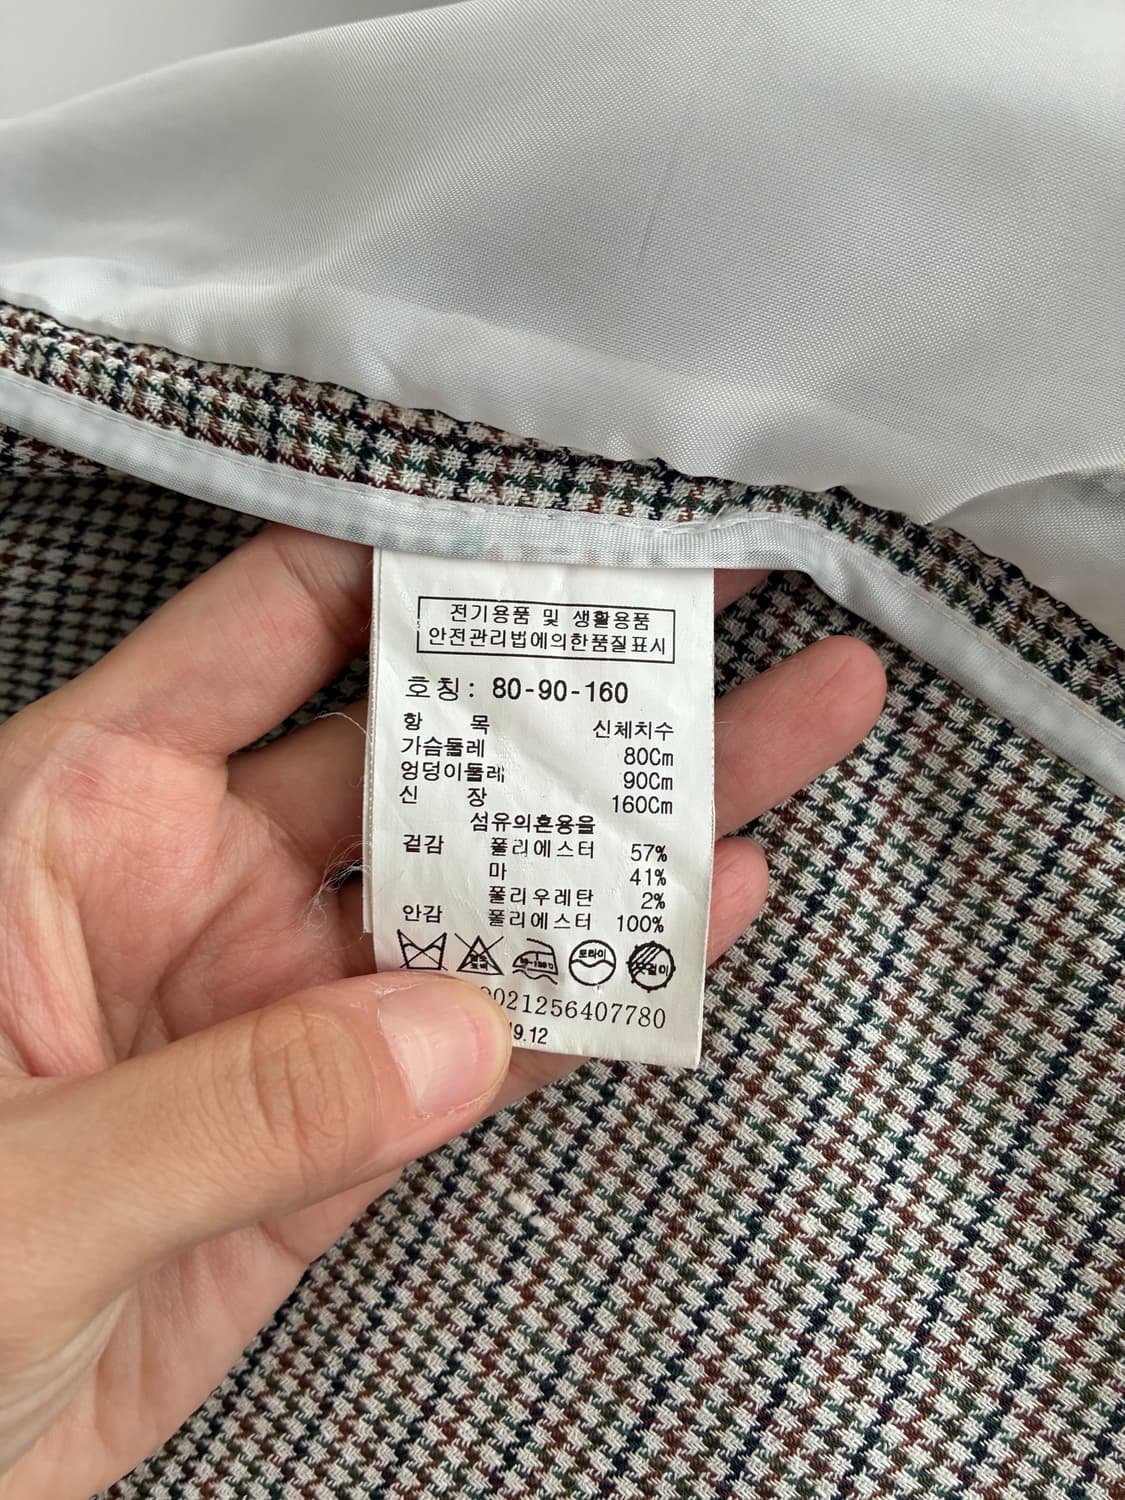 전기용품 및 생활용품
안전관리법에의한품질표시
호칭: 80-90-160
항 목 신체치수
가슴둘레 80Cm
엉덩이둘레 90Cm
신 장 160Cm
섬유의혼용율
겉감 폴리에스터 57%
마 41%
폴리우레탄 2%
안감 폴리에스터 100%
드라이
021256407780
9.12